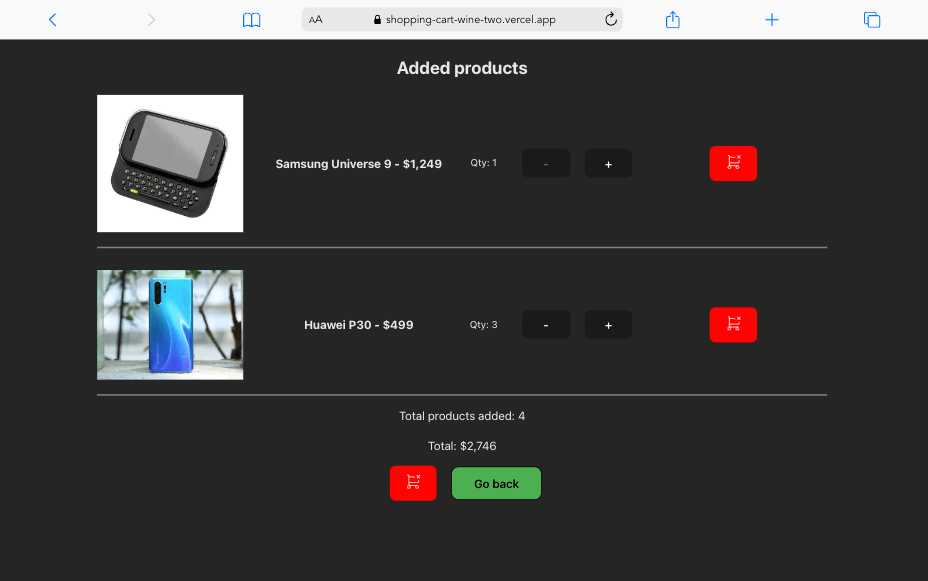 AA shopping-cart-wine-two.vercel.app
Added products
Samsung Universe 9 - $1,249 Qty: 1 - +
Huawei P30 - $499 Qty: 3 - +
Total products added: 4
Total: $2,746
Go back